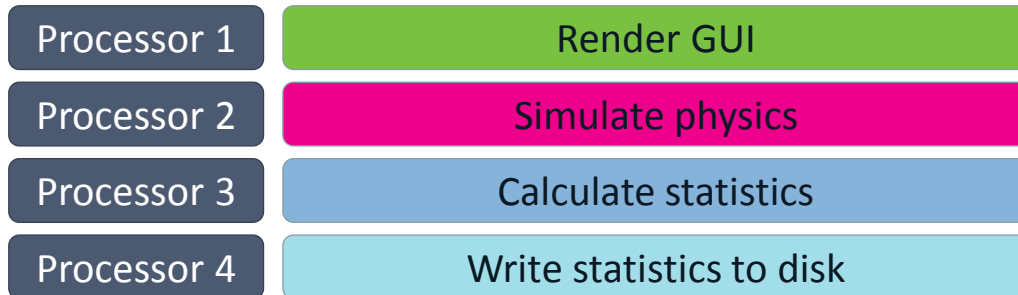 Processor 1 Render GUI
Processor 2 Simulate physics
Processor 3 Calculate statistics
Processor 4 Write statistics to disk